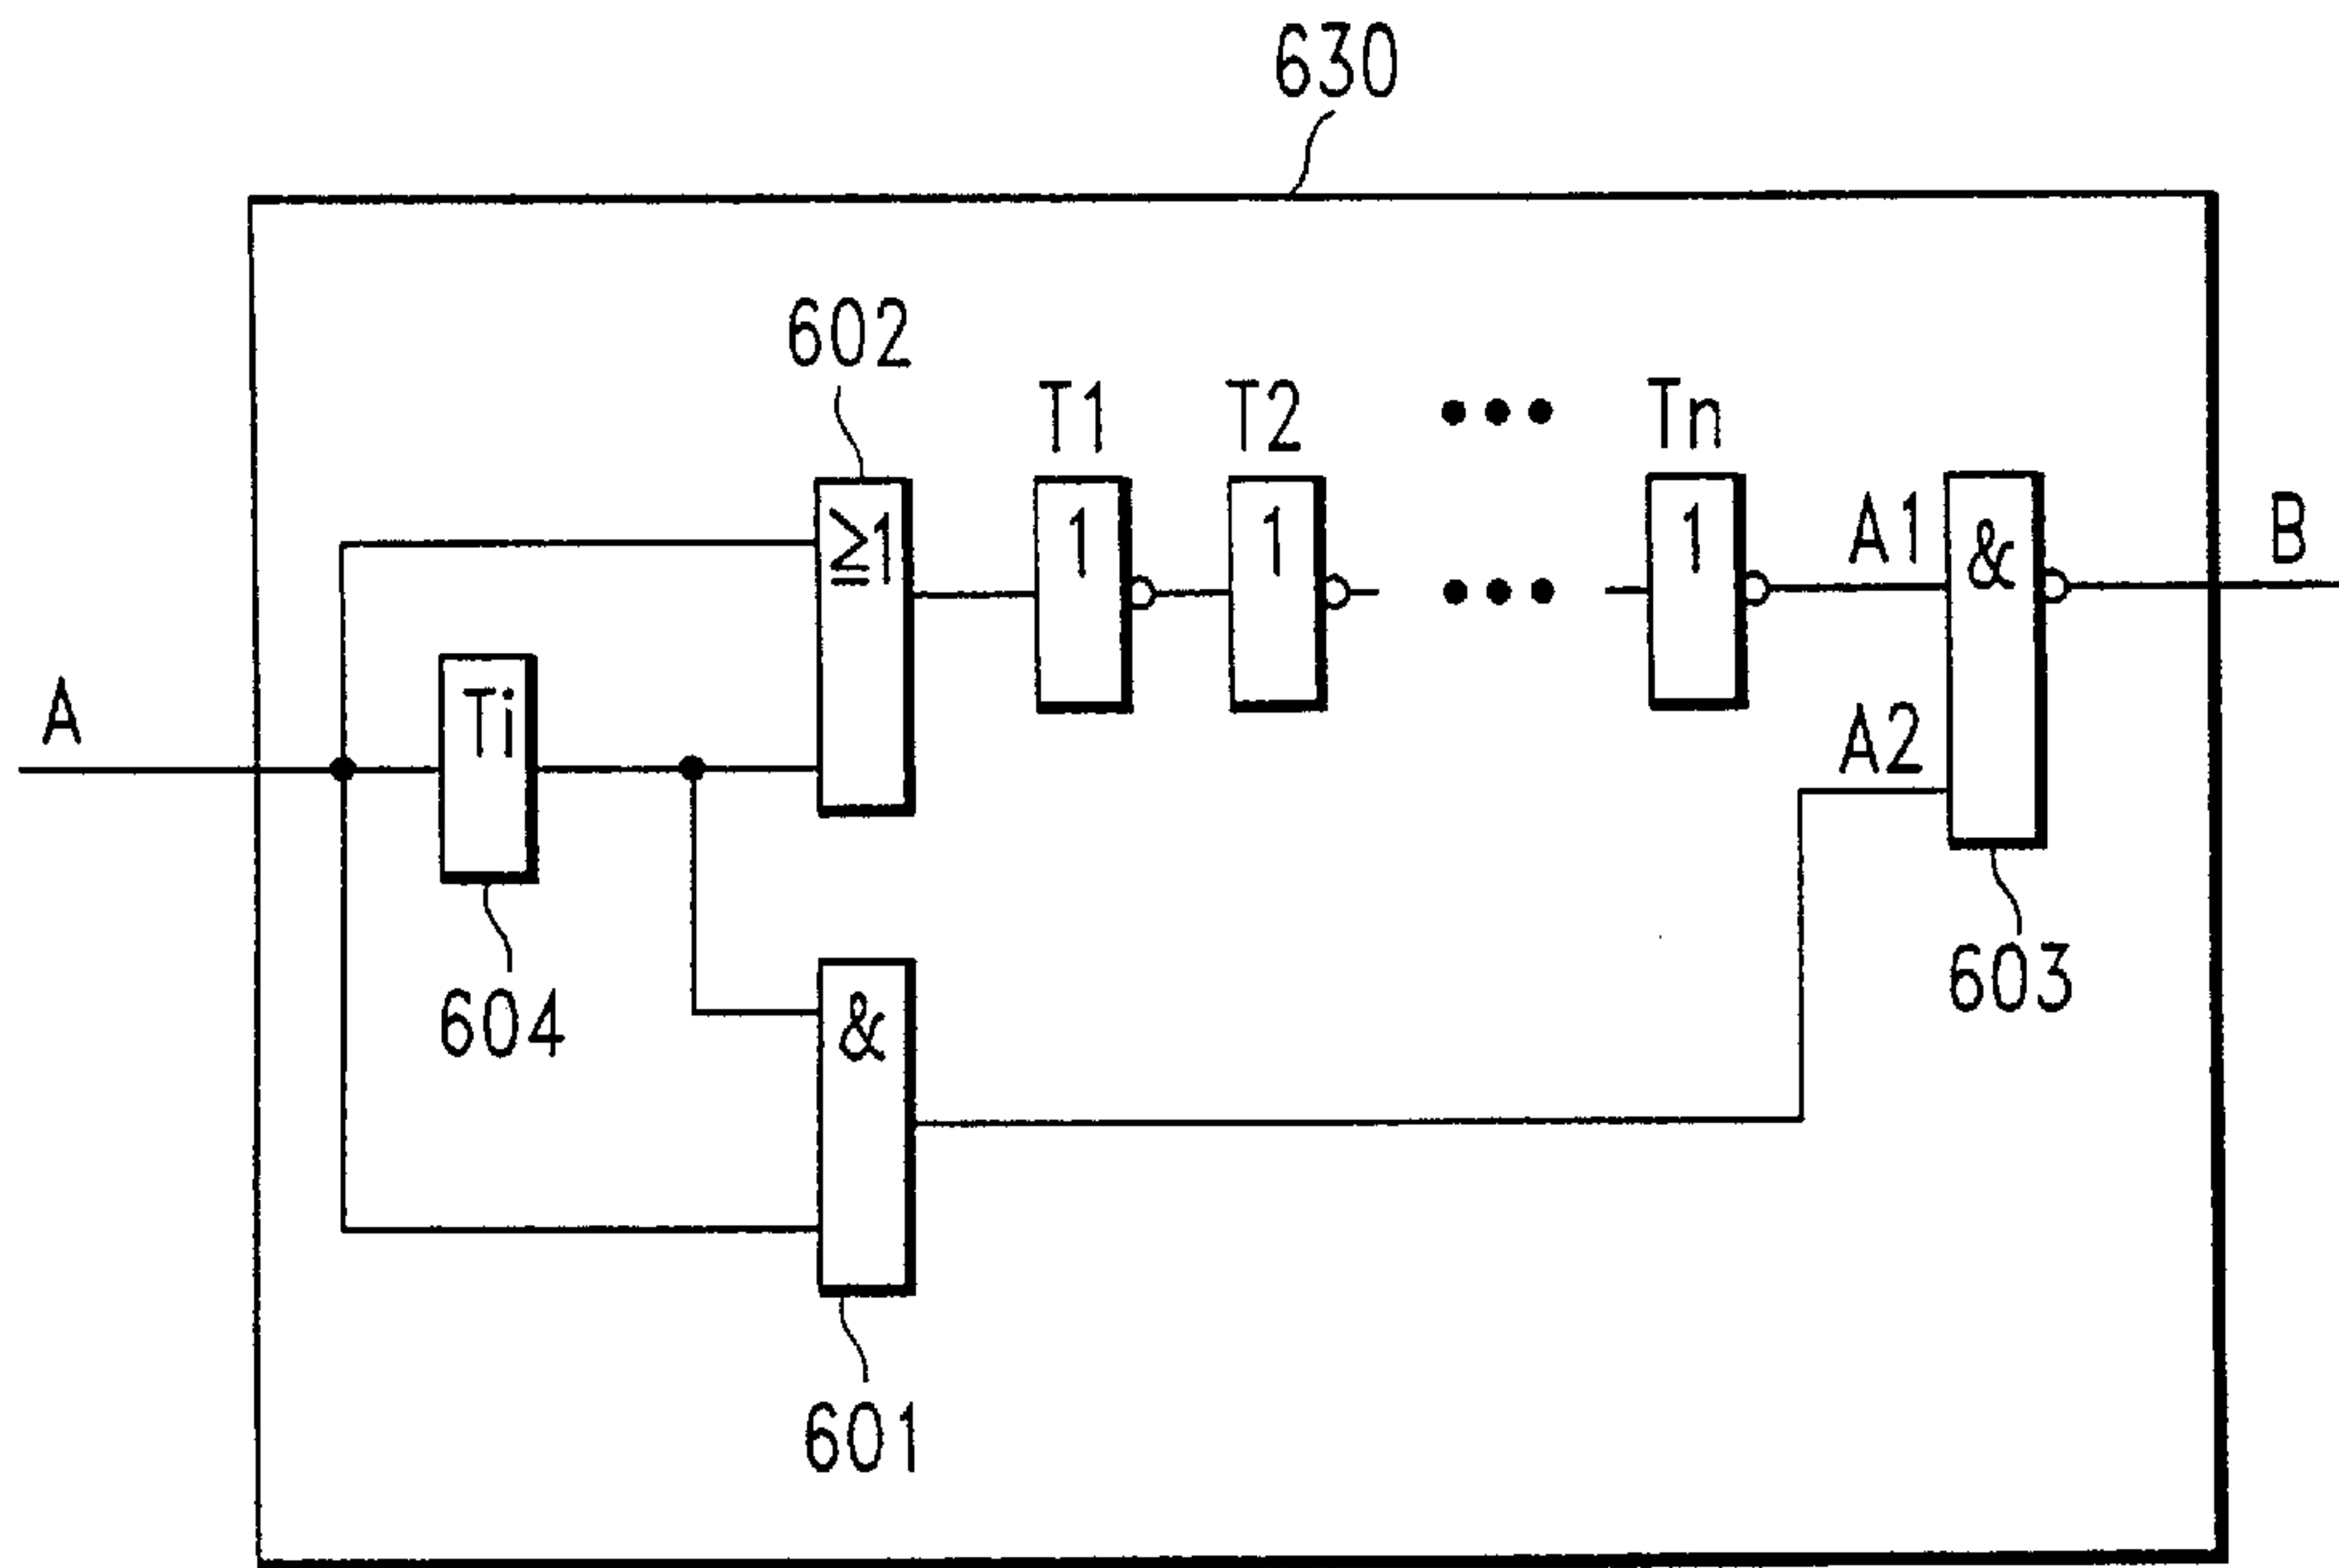 630
602
T1 T2 ••• Tn
≥1 1 1 ••• 1 A1 & B
A Ti A2
604 & 603
601